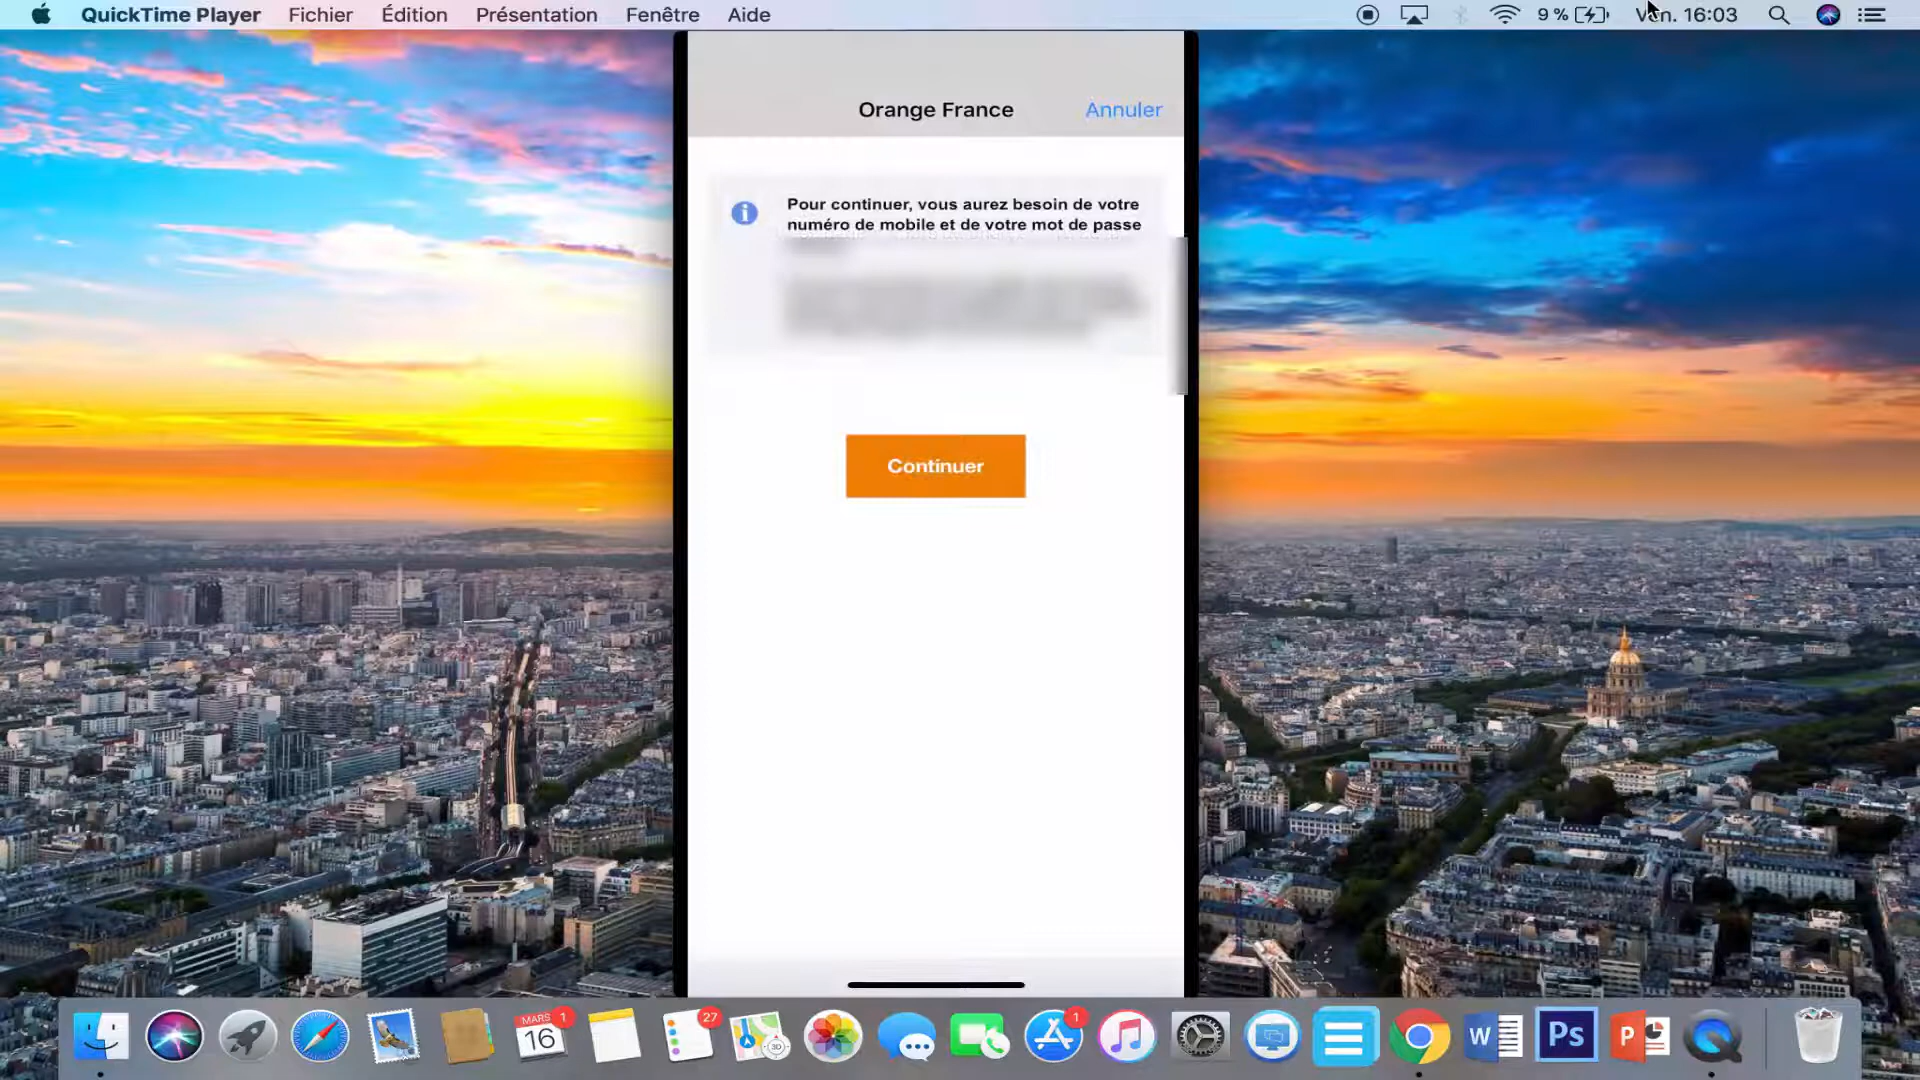 QuickTime Player Fichier Édition Présentation Fenêtre Aide 9 % 16:03
Orange France Annuler
Pour continuer, vous aurez besoin de votre
numéro de mobile et de votre mot de passe
Continuer
MARS 1
16
27
3D
1
W
Ps
P